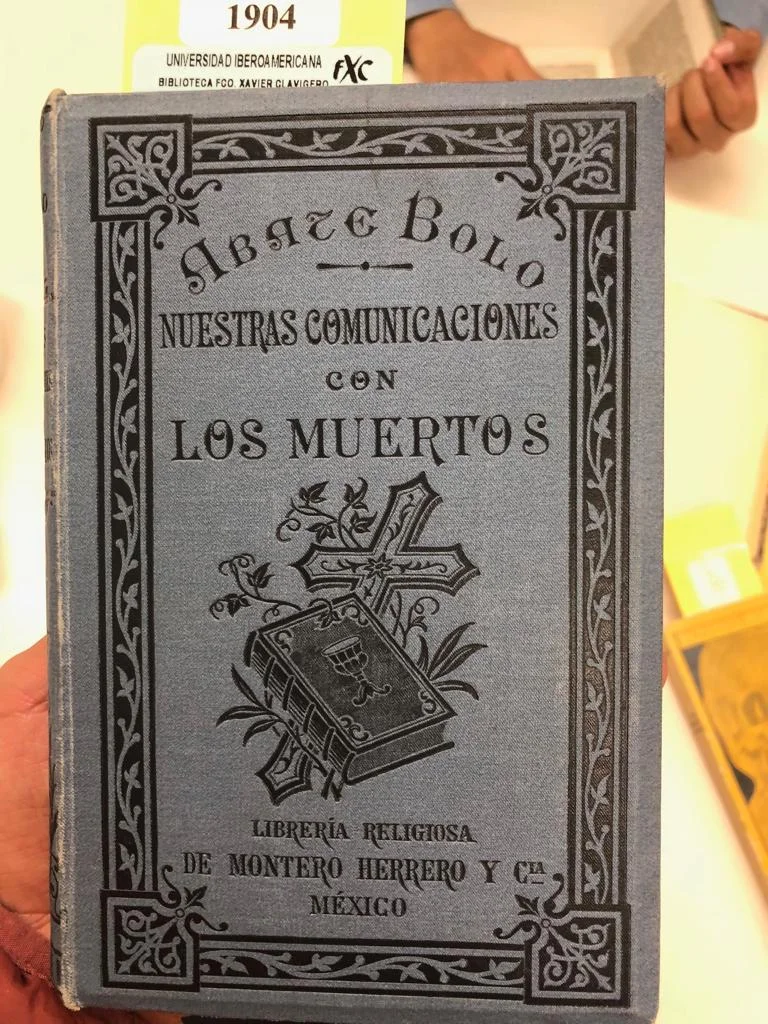 1904
UNIVERSIDAD IBEROAMERICANA
FXC
BIBLIOTECA FCO. XAVIER CLAVIGERO
ABATE BOLO
NUESTRAS COMUNICACIONES
CON
LOS MUERTOS
LIBRERÍA RELIGIOSA
DE MONTERO HERRERO Y CTA
MÉXICO